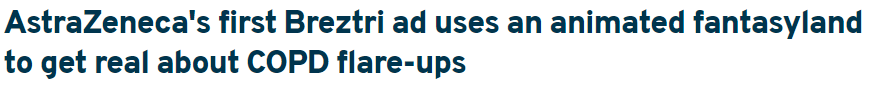 AstraZeneca's first Breztri ad uses an animated fantasyland
to get real about COPD flare-ups